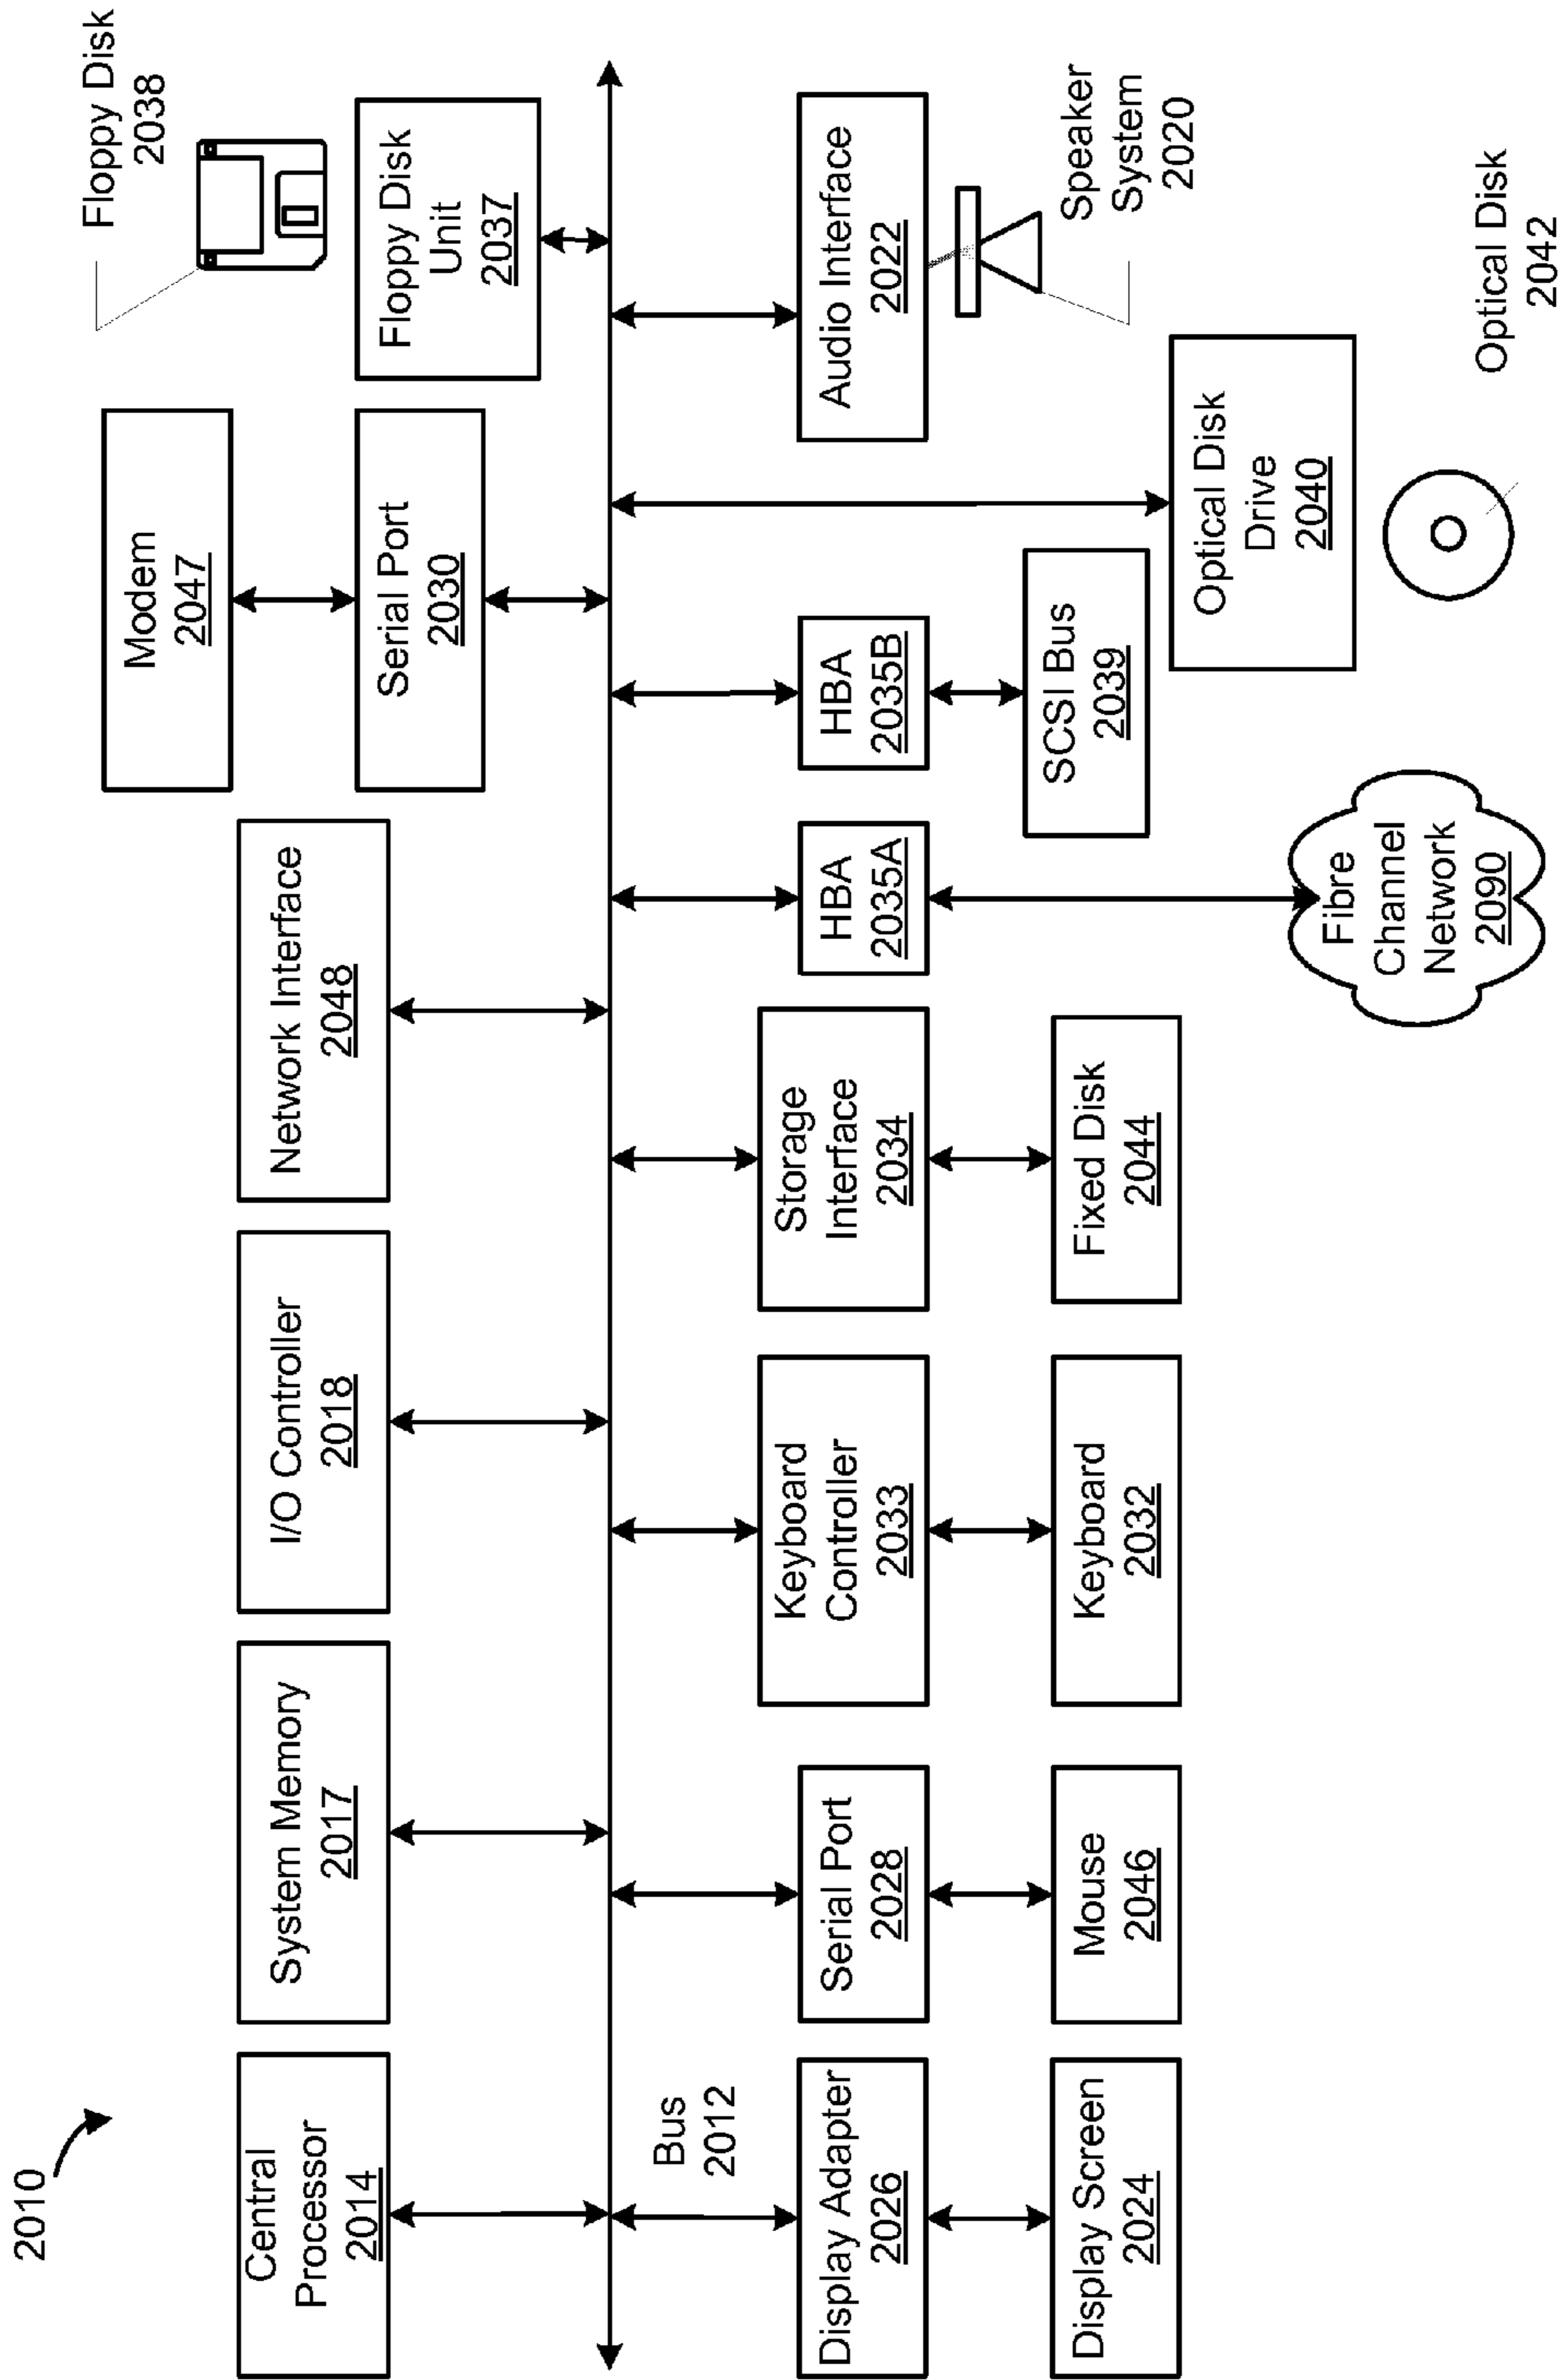 2010
Central
Processor
2014
System Memory
2017
I/O Controller
2018
Network Interface
2048
Modem
2047
Serial Port
2030
Floppy Disk
2038
Floppy Disk
Unit
2037
Bus
2012
Display Adapter
2026
Display Screen
2024
Serial Port
2028
Mouse
2046
Keyboard
Controller
2033
Keyboard
2032
Storage
Interface
2034
Fixed Disk
2044
HBA
2035A
Fibre
Channel
Network
2090
HBA
2035B
SCSI Bus
2039
Optical Disk
Drive
2040
Audio Interface
2022
Speaker
System
2020
Optical Disk
2042